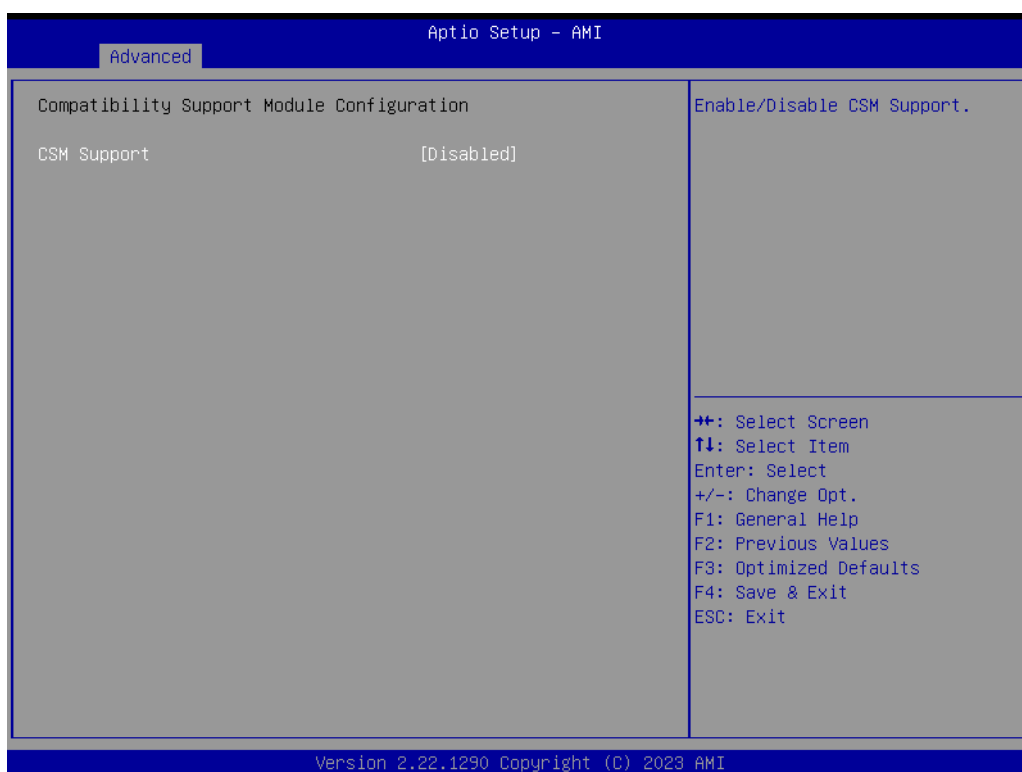 Aptio Setup – AMI
Advanced
Compatibility Support Module Configuration
CSM Support [Disabled]
Enable/Disable CSM Support.
→←: Select Screen
↑↓: Select Item
Enter: Select
+/-: Change Opt.
F1: General Help
F2: Previous Values
F3: Optimized Defaults
F4: Save & Exit
ESC: Exit
Version 2.22.1290 Copyright (C) 2023 AMI